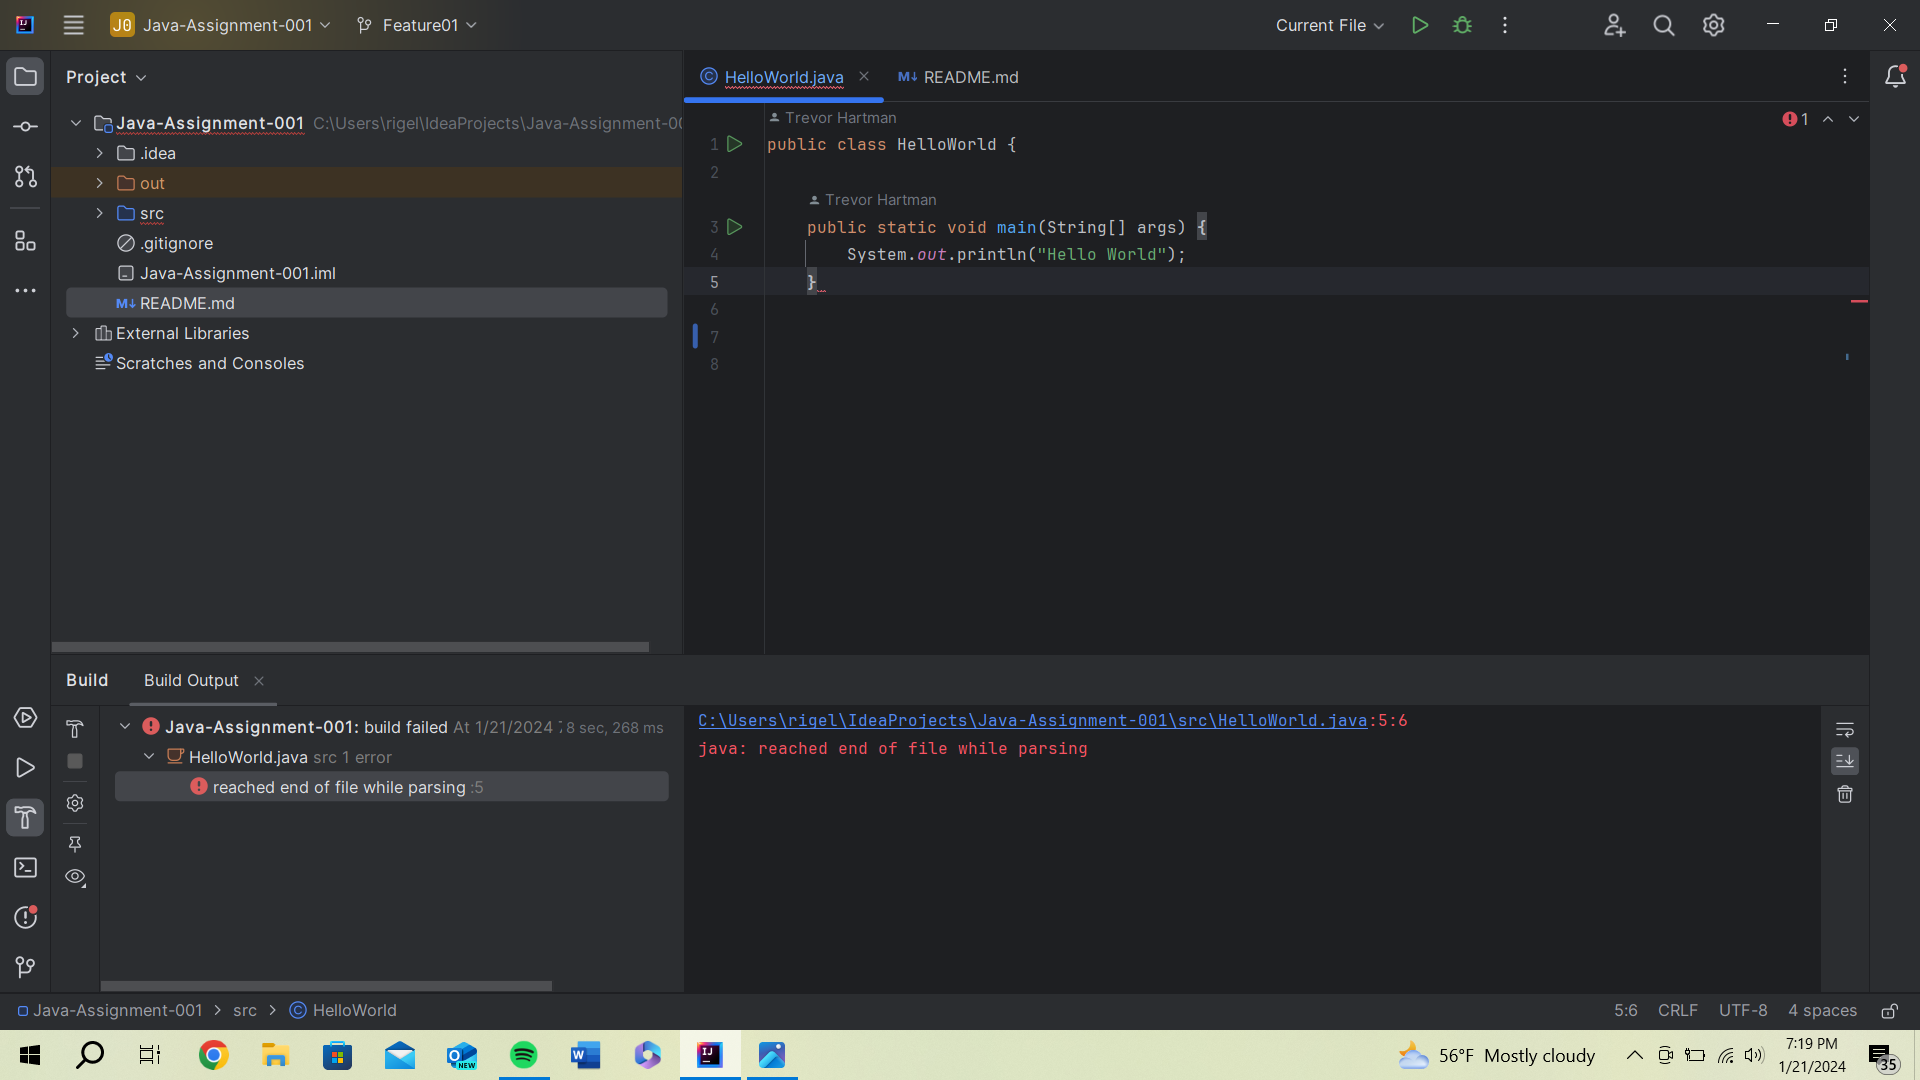 J0 Java-Assignment-001 Feature01 Current File
Project
HelloWorld.java README.md
Java-Assignment-001 C:\Users\rigel\IdeaProjects\Java-Assignment-00
.idea
out
src
.gitignore
Java-Assignment-001.iml
README.md
External Libraries
Scratches and Consoles
Trevor Hartman
1
1 public class HelloWorld {
2
Trevor Hartman
3 public static void main(String[] args) {
4 System.out.println("Hello World");
5 }
6
7
8
Build Build Output
Java-Assignment-001: build failed At 1/21/2024 8 sec, 268 ms
HelloWorld.java src 1 error
reached end of file while parsing :5
C:\Users\rigel\IdeaProjects\Java-Assignment-001\src\HelloWorld.java:5:6
java: reached end of file while parsing
Java-Assignment-001 src HelloWorld
5:6 CRLF UTF-8 4 spaces
56°F Mostly cloudy
7:19 PM
1/21/2024
35
NEW